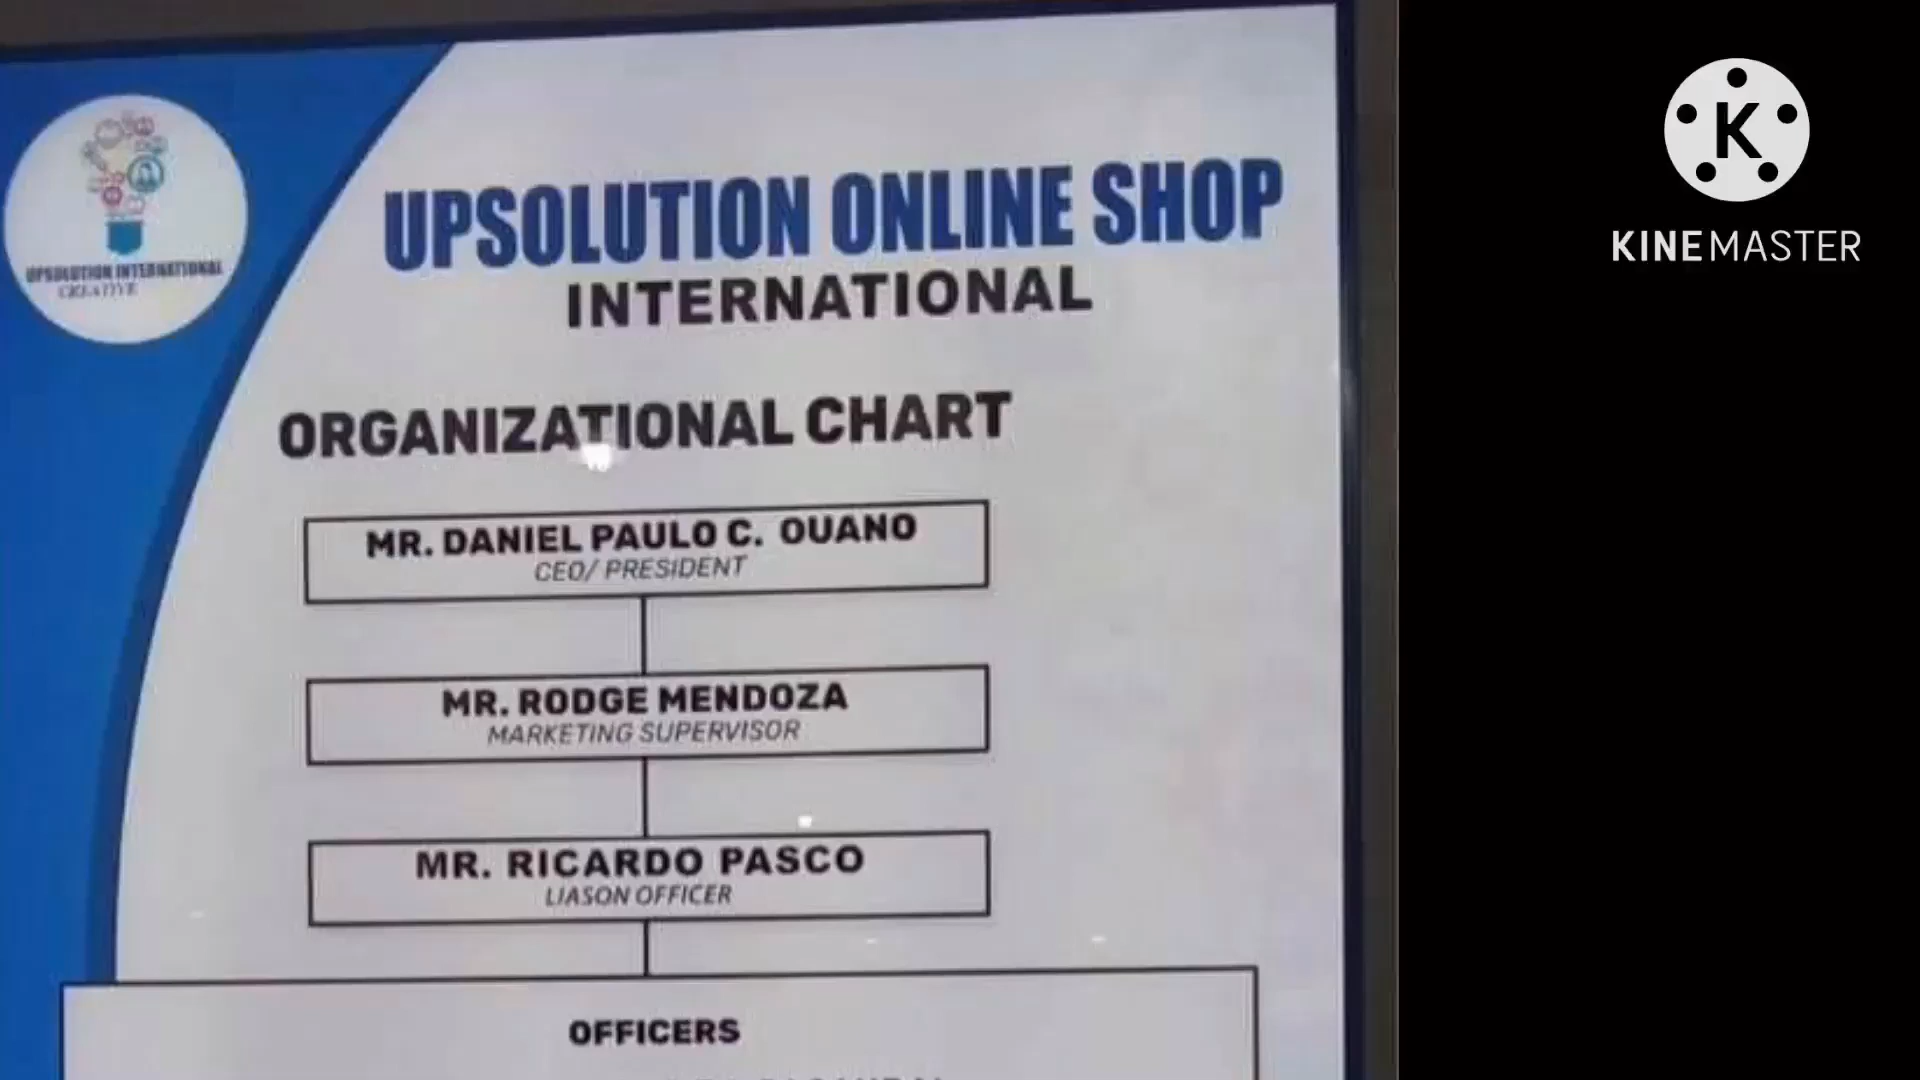 UPSOLUTION INTERNATIONAL
CREATIVE
UPSOLUTION ONLINE SHOP
INTERNATIONAL
ORGANIZATIONAL CHART
MR. DANIEL PAULO C. OUANO
CEO/ PRESIDENT
MR. RODGE MENDOZA
MARKETING SUPERVISOR
MR. RICARDO PASCO
LIASON OFFICER
OFFICERS
K
KINEMASTER